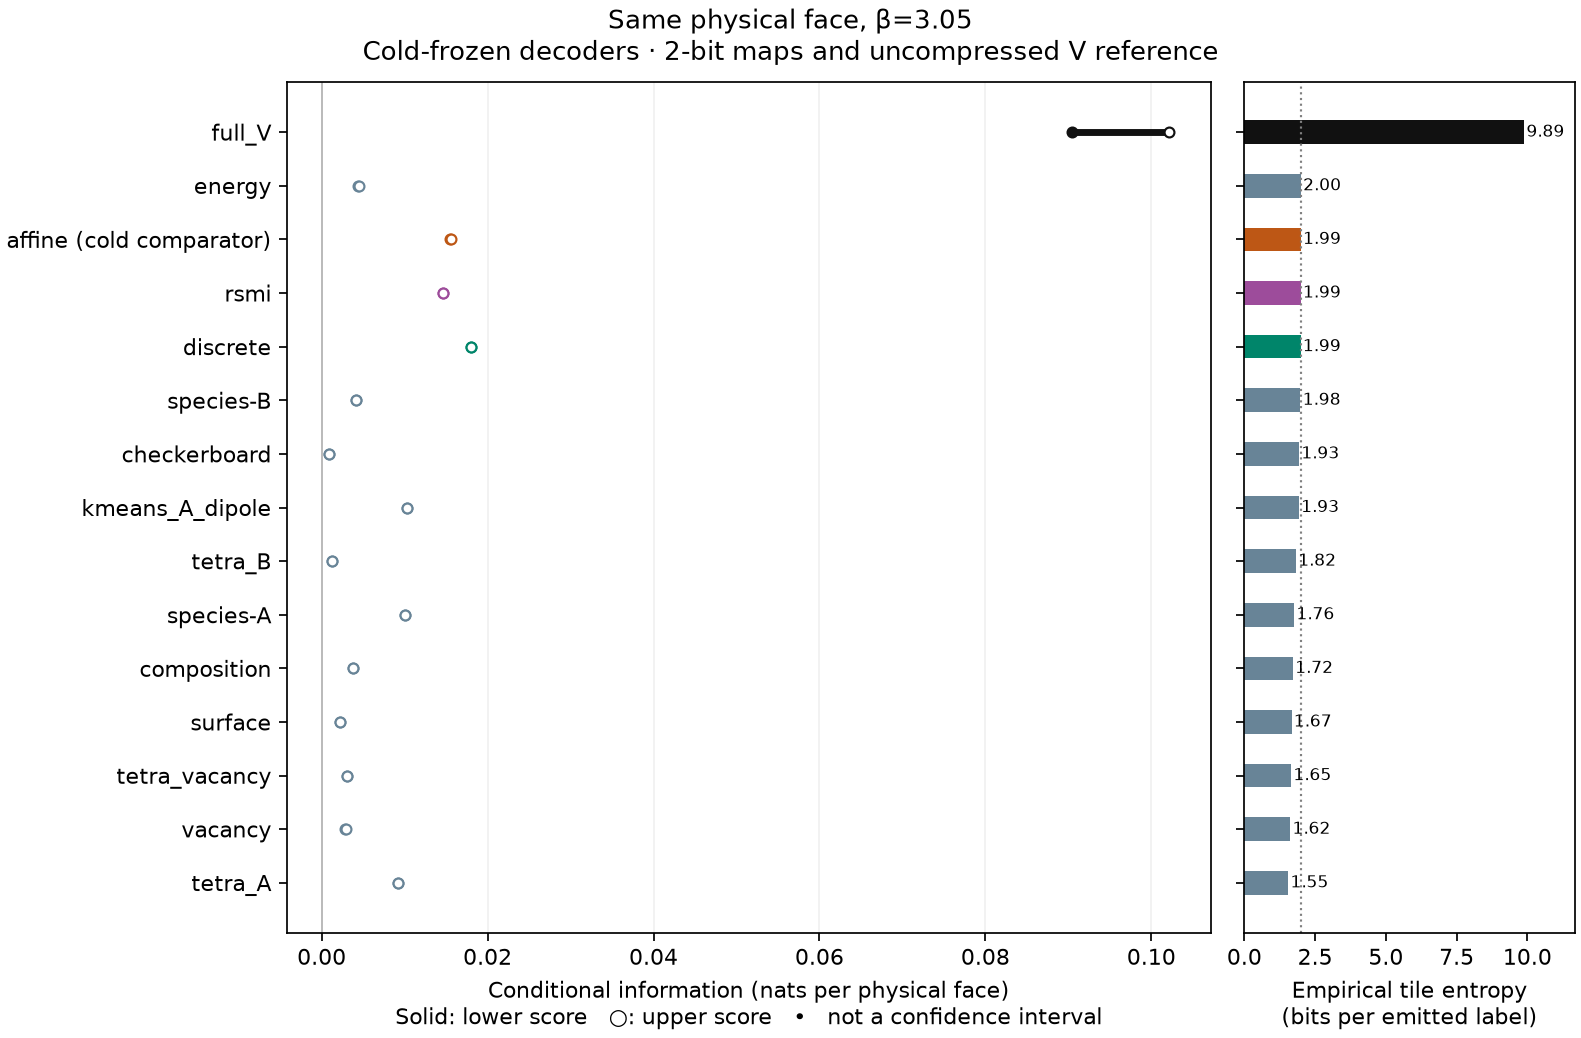 Same physical face, β=3.05
Cold-frozen decoders · 2-bit maps and uncompressed V reference
full_V
9.89
energy
2.00
affine (cold comparator)
1.99
rsmi
1.99
discrete
1.99
species-B
1.98
checkerboard
1.93
kmeans_A_dipole
1.93
tetra_B
1.82
species-A
1.76
composition
1.72
surface
1.67
tetra_vacancy
1.65
vacancy
1.62
tetra_A
1.55
0.00 0.02 0.04 0.06 0.08 0.10
0.0 2.5 5.0 7.5 10.0
Conditional information (nats per physical face)
Solid: lower score ○: upper score • not a confidence interval
Empirical tile entropy
(bits per emitted label)